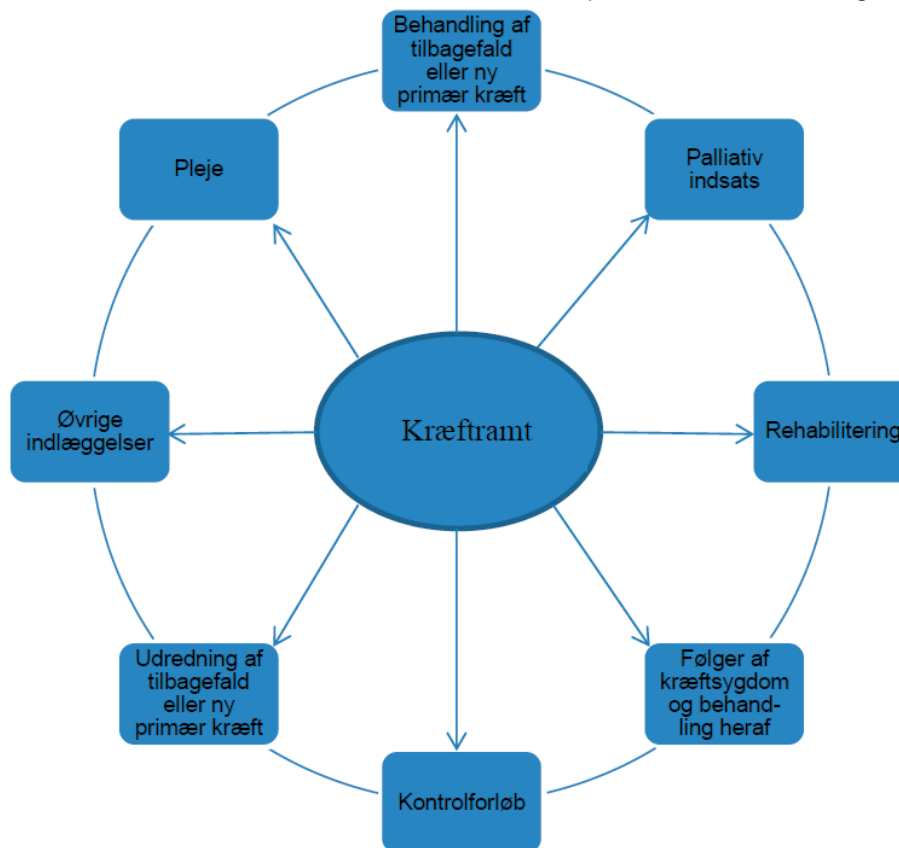 Behandling af
tilbagefald
eller ny
primær kræft
Pleje
Palliativ
indsats
Øvrige
indlæggelser
Kræftramt
Rehabilitering
Udredning af
tilbagefald
eller ny
primær kræft
Følger af
kræftsygdom
og behand-
ling heraf
Kontrolforløb